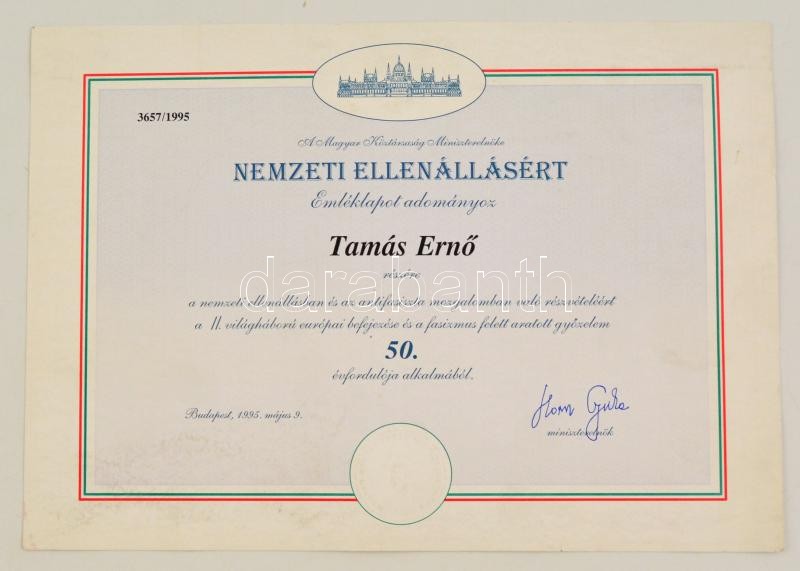 3657/1995
A Magyar Köztársaság Miniszterelnöke
NEMZETI ELLENÁLLÁSÉRT
Emléklapot adományoz
Tamás Ernő
részére
darabanth
a nemzeti ellenállásban és az antifasiszta mozgalomban való részvételéért
a II. világháború európai befejezése és a fasizmus felett aratott győzelem
50.
évfordulója alkalmából.
Budapest, 1995. május 9.
Horn Gyula
miniszterelnök